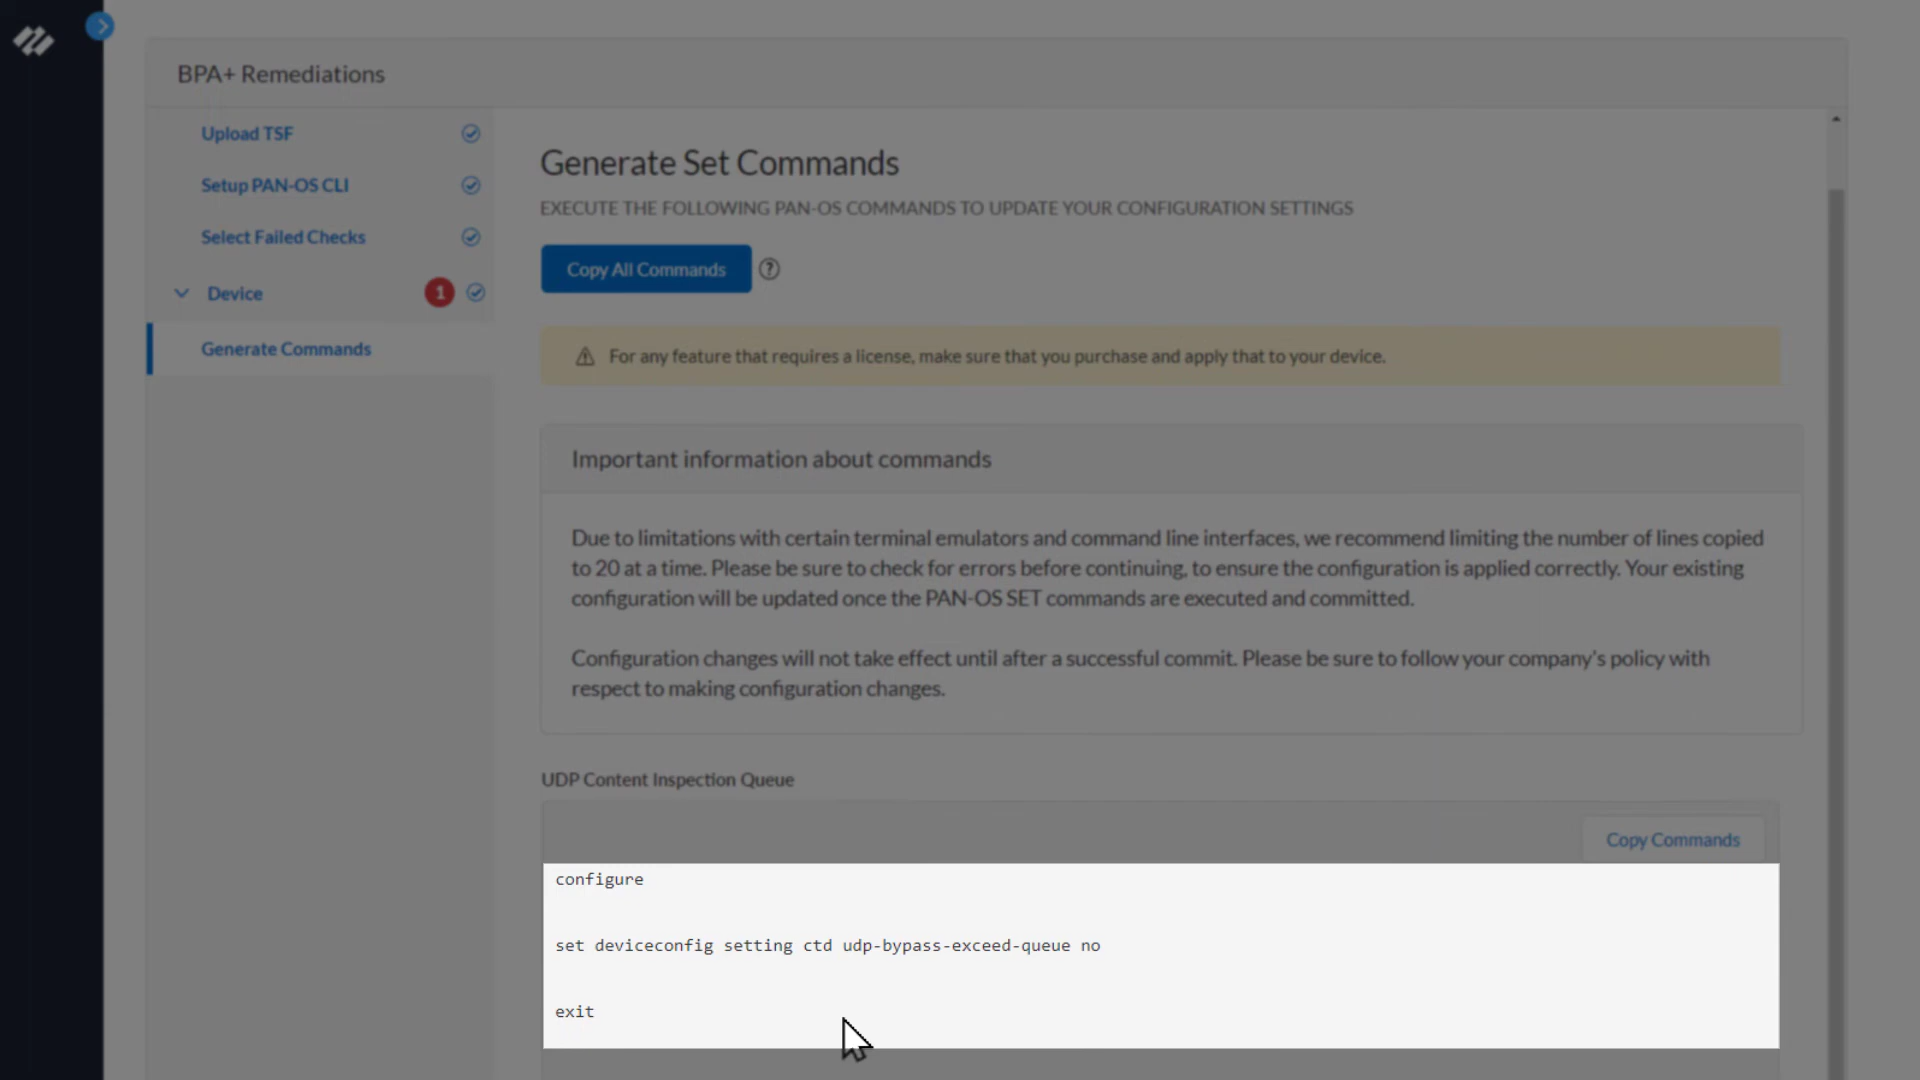 BPA+ Remediations
Upload TSF
Setup PAN-OS CLI
Select Failed Checks
Device
1
Generate Commands
Generate Set Commands
EXECUTE THE FOLLOWING PAN-OS COMMANDS TO UPDATE YOUR CONFIGURATION SETTINGS
Copy All Commands
?
For any feature that requires a license, make sure that you purchase and apply that to your device.
Important information about commands
Due to limitations with certain terminal emulators and command line interfaces, we recommend limiting the number of lines copied
to 20 at a time. Please be sure to check for errors before continuing, to ensure the configuration is applied correctly. Your existing
configuration will be updated once the PAN-OS SET commands are executed and committed.
Configuration changes will not take effect until after a successful commit. Please be sure to follow your company's policy with
respect to making configuration changes.
UDP Content Inspection Queue
Copy Commands
configure
set deviceconfig setting ctd udp-bypass-exceed-queue no
exit